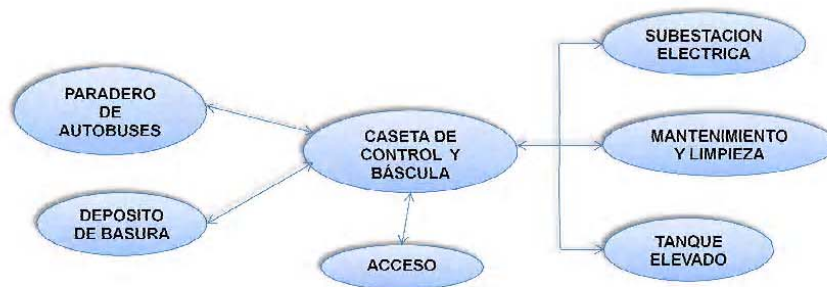 SUBESTACION
ELECTRICA
PARADERO
DE
AUTOBUSES
CASETA DE
CONTROL Y
BÁSCULA
MANTENIMIENTO
Y LIMPIEZA
DEPOSITO
DE BASURA
ACCESO
TANQUE
ELEVADO